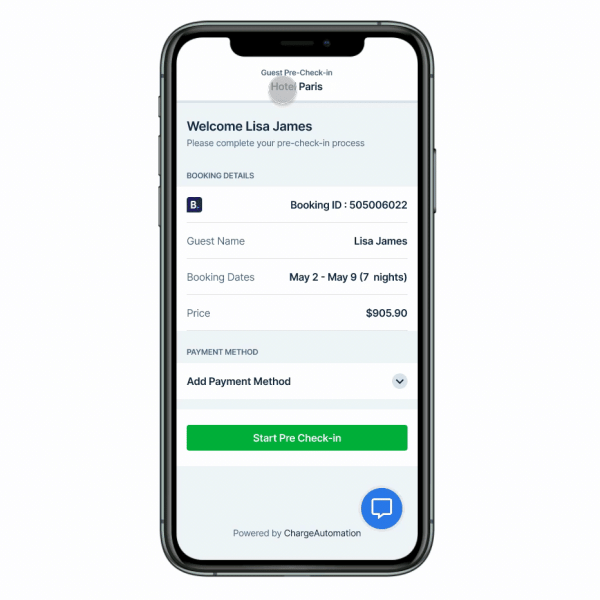 Guest Pre-Check-in
Hotel Paris
Welcome Lisa James
Please complete your pre-check-in process
BOOKING DETAILS
B. Booking ID : 505006022
Guest Name Lisa James
Booking Dates May 2 - May 9 (7 nights)
Price $905.90
PAYMENT METHOD
Add Payment Method
Start Pre Check-in
Powered by ChargeAutomation